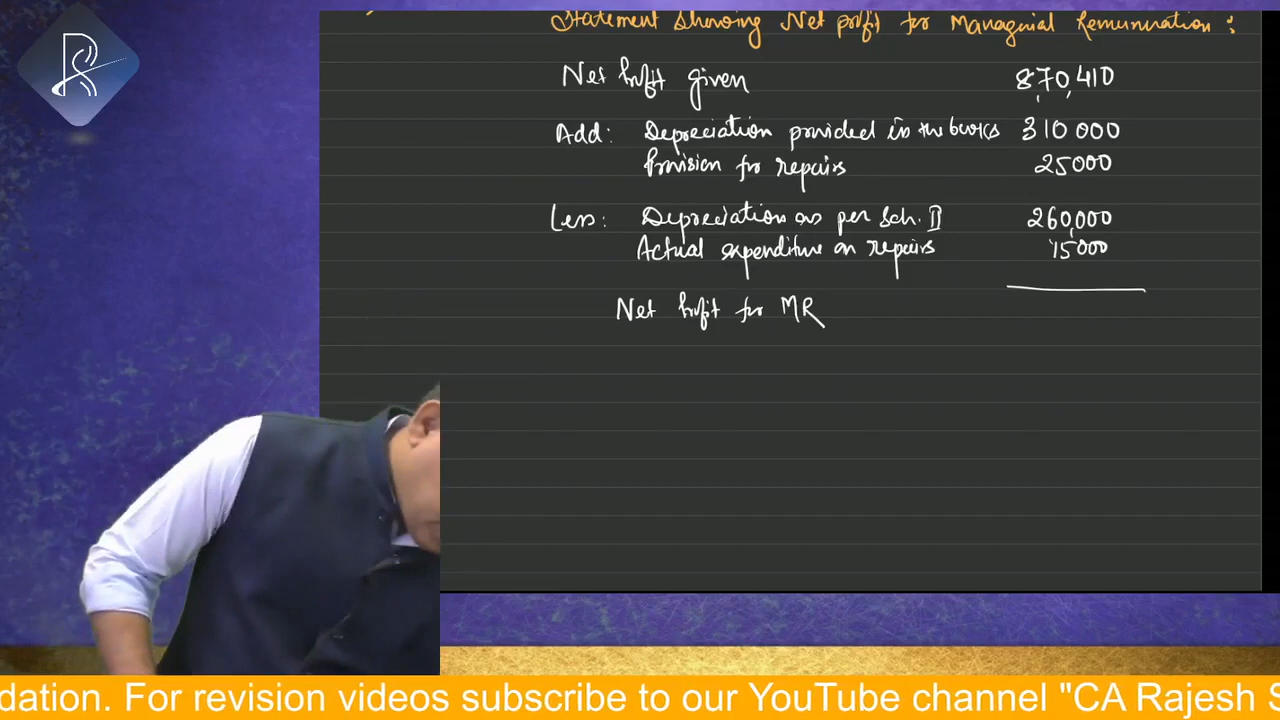 Statement showing Net profit for Managerial Remuneration :
Net Profit given 870,410
Add: Depreciation provided in the books 310 000
Provision for repairs 25000
Less: Depreciation as per Sch. II 260,000
Actual expenditure on repairs 15000
Net Profit for MR
dation. For revision videos subscribe to our YouTube channel "CA Rajesh S